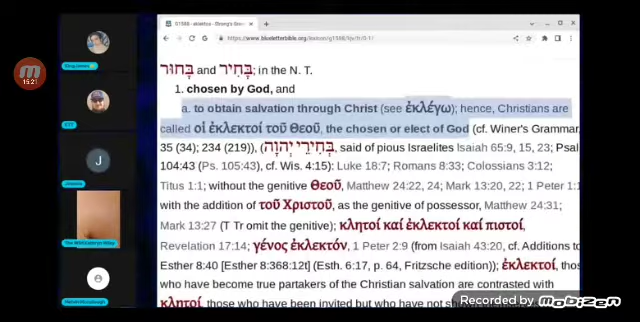 G1588 - eklektos - Strong's Gree
https://www.blueletterbible.org/lexicon/g1588/kjv/tr/0-1/
בָּחוּר and בָּחִיר; in the N. T.
1. chosen by God, and
a. to obtain salvation through Christ (see ἐκλέγω); hence, Christians are
called οἱ ἐκλεκτοί τοῦ Θεοῦ, the chosen or elect of God (cf. Winer's Grammar,
35 (34); 234 (219)), (בְּחִירֵי יְהוָה, said of pious Israelites Isaiah 65:9, 15, 23; Psal
104:43 (Ps. 105:43), cf. Wis. 4:15): Luke 18:7; Romans 8:33; Colossians 3:12;
Titus 1:1; without the genitive Θεοῦ, Matthew 24:22, 24; Mark 13:20, 22; 1 Peter 1:1
with the addition of τοῦ Χριστοῦ, as the genitive of possessor, Matthew 24:31;
Mark 13:27 (T Tr omit the genitive); κλητοί καί ἐκλεκτοί καί πιστοί,
Revelation 17:14; γένος ἐκλεκτόν, 1 Peter 2:9 (from Isaiah 43:20, cf. Additions to
Esther 8:40 [Esther 8:368:12t] (Esth. 6:17, p. 64, Fritzsche edition)); ἐκλεκτοί, thos
who have become true partakers of the Christian salvation are contrasted with
κλητοί, those who have been invited but who have not
15:21
J
Recorded by mobizen